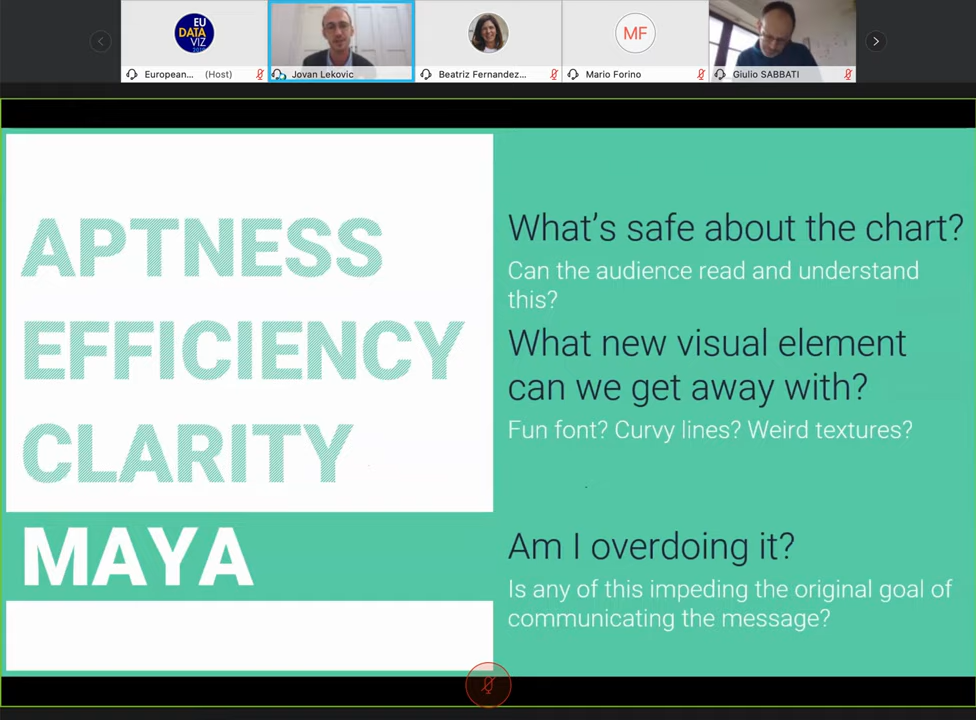 EU
DATA
VIZ
European... (Host)
Jovan Lekovic
Beatriz Fernandez...
MF
Mario Forino
Giulio SABBATI
APTNESS
EFFICIENCY
CLARITY
MAYA
What's safe about the chart?
Can the audience read and understand
this?
What new visual element
can we get away with?
Fun font? Curvy lines? Weird textures?
Am I overdoing it?
Is any of this impeding the original goal of
communicating the message?